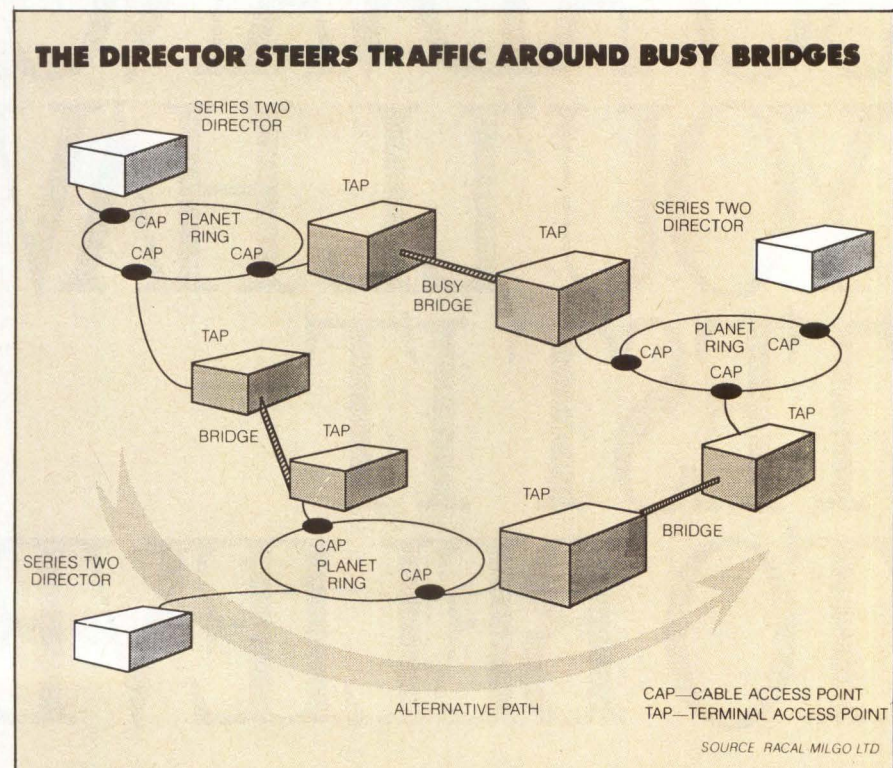 THE DIRECTOR STEERS TRAFFIC AROUND BUSY BRIDGES
SERIES TWO
DIRECTOR
TAP
CAP
PLANET
RING
CAP
CAP
BUSY
BRIDGE
TAP
SERIES TWO
DIRECTOR
PLANET
RING
CAP
CAP
CAP
TAP
BRIDGE
TAP
TAP
TAP
BRIDGE
CAP
PLANET
RING
CAP
SERIES TWO
DIRECTOR
ALTERNATIVE PATH
CAP—CABLE ACCESS POINT
TAP—TERMINAL ACCESS POINT
SOURCE RACAL MILGO LTD